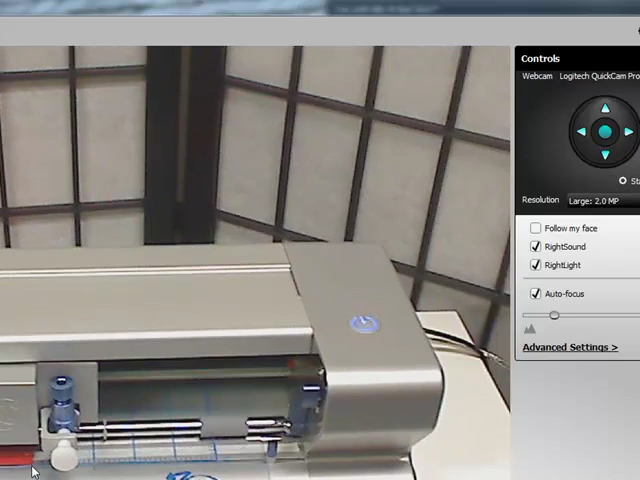 Controls
Webcam Logitech QuickCam Pro
Sta
Resolution Large: 2.0 MP
Follow my face
RightSound
RightLight
Auto-focus
Advanced Settings >